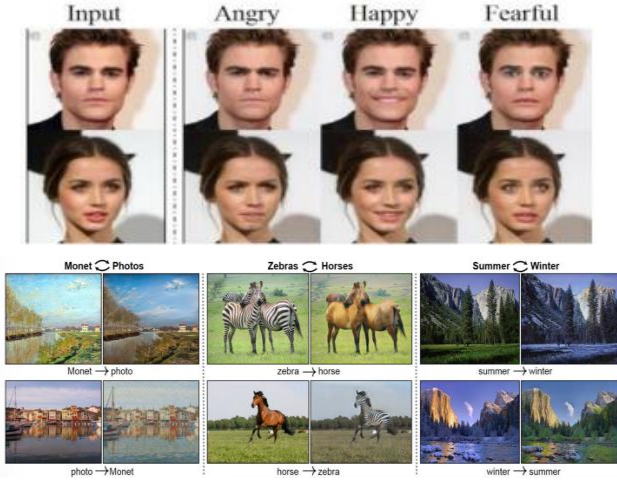 Input Angry Happy Fearful
Monet Photos Zebras Horses Summer Winter
Monet → photo zebra → horse summer → winter
photo → Monet horse → zebra winter → summer